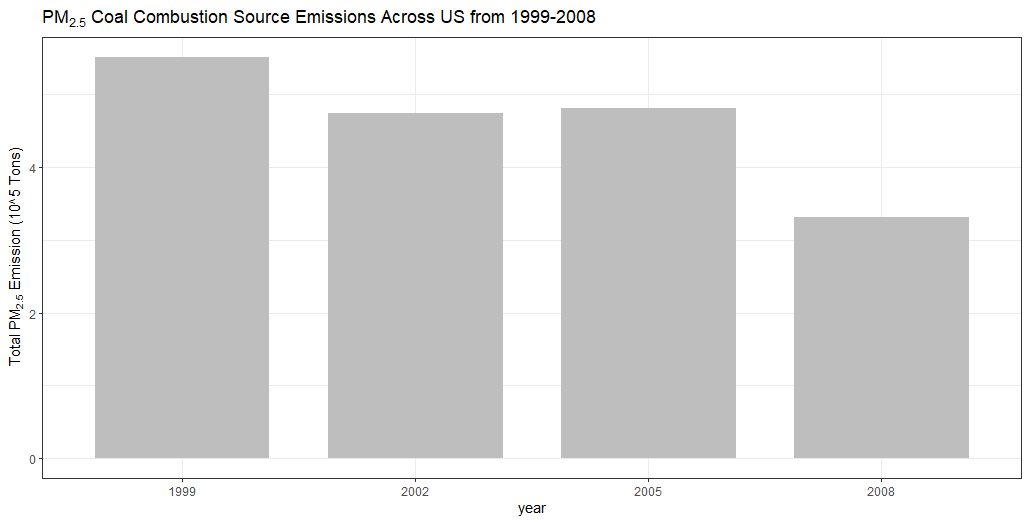 PM2.5 Coal Combustion Source Emissions Across US from 1999-2008
Total PM2.5 Emission (10^5 Tons)
4
2
0
1999 2002 2005 2008
year